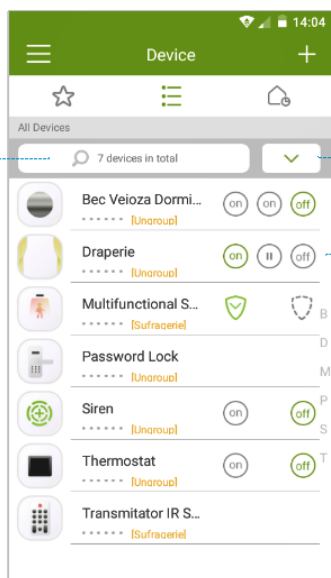 14:04
Device
All Devices
7 devices in total
Bec Veioza Dormi... on on off
• • • • • • [Ungroup]
Draperie on off
• • • • • • [Ungroup]
Multifunctional S...
• • • • • • [Sufragerie]
B
D
Password Lock
M
• • • • • • [Ungroup]
P
Siren on off
• • • • • • [Ungroup]
S
Thermostat on off
T
• • • • • • [Ungroup]
Transmitator IR S...
• • • • • • [Sufragerie]